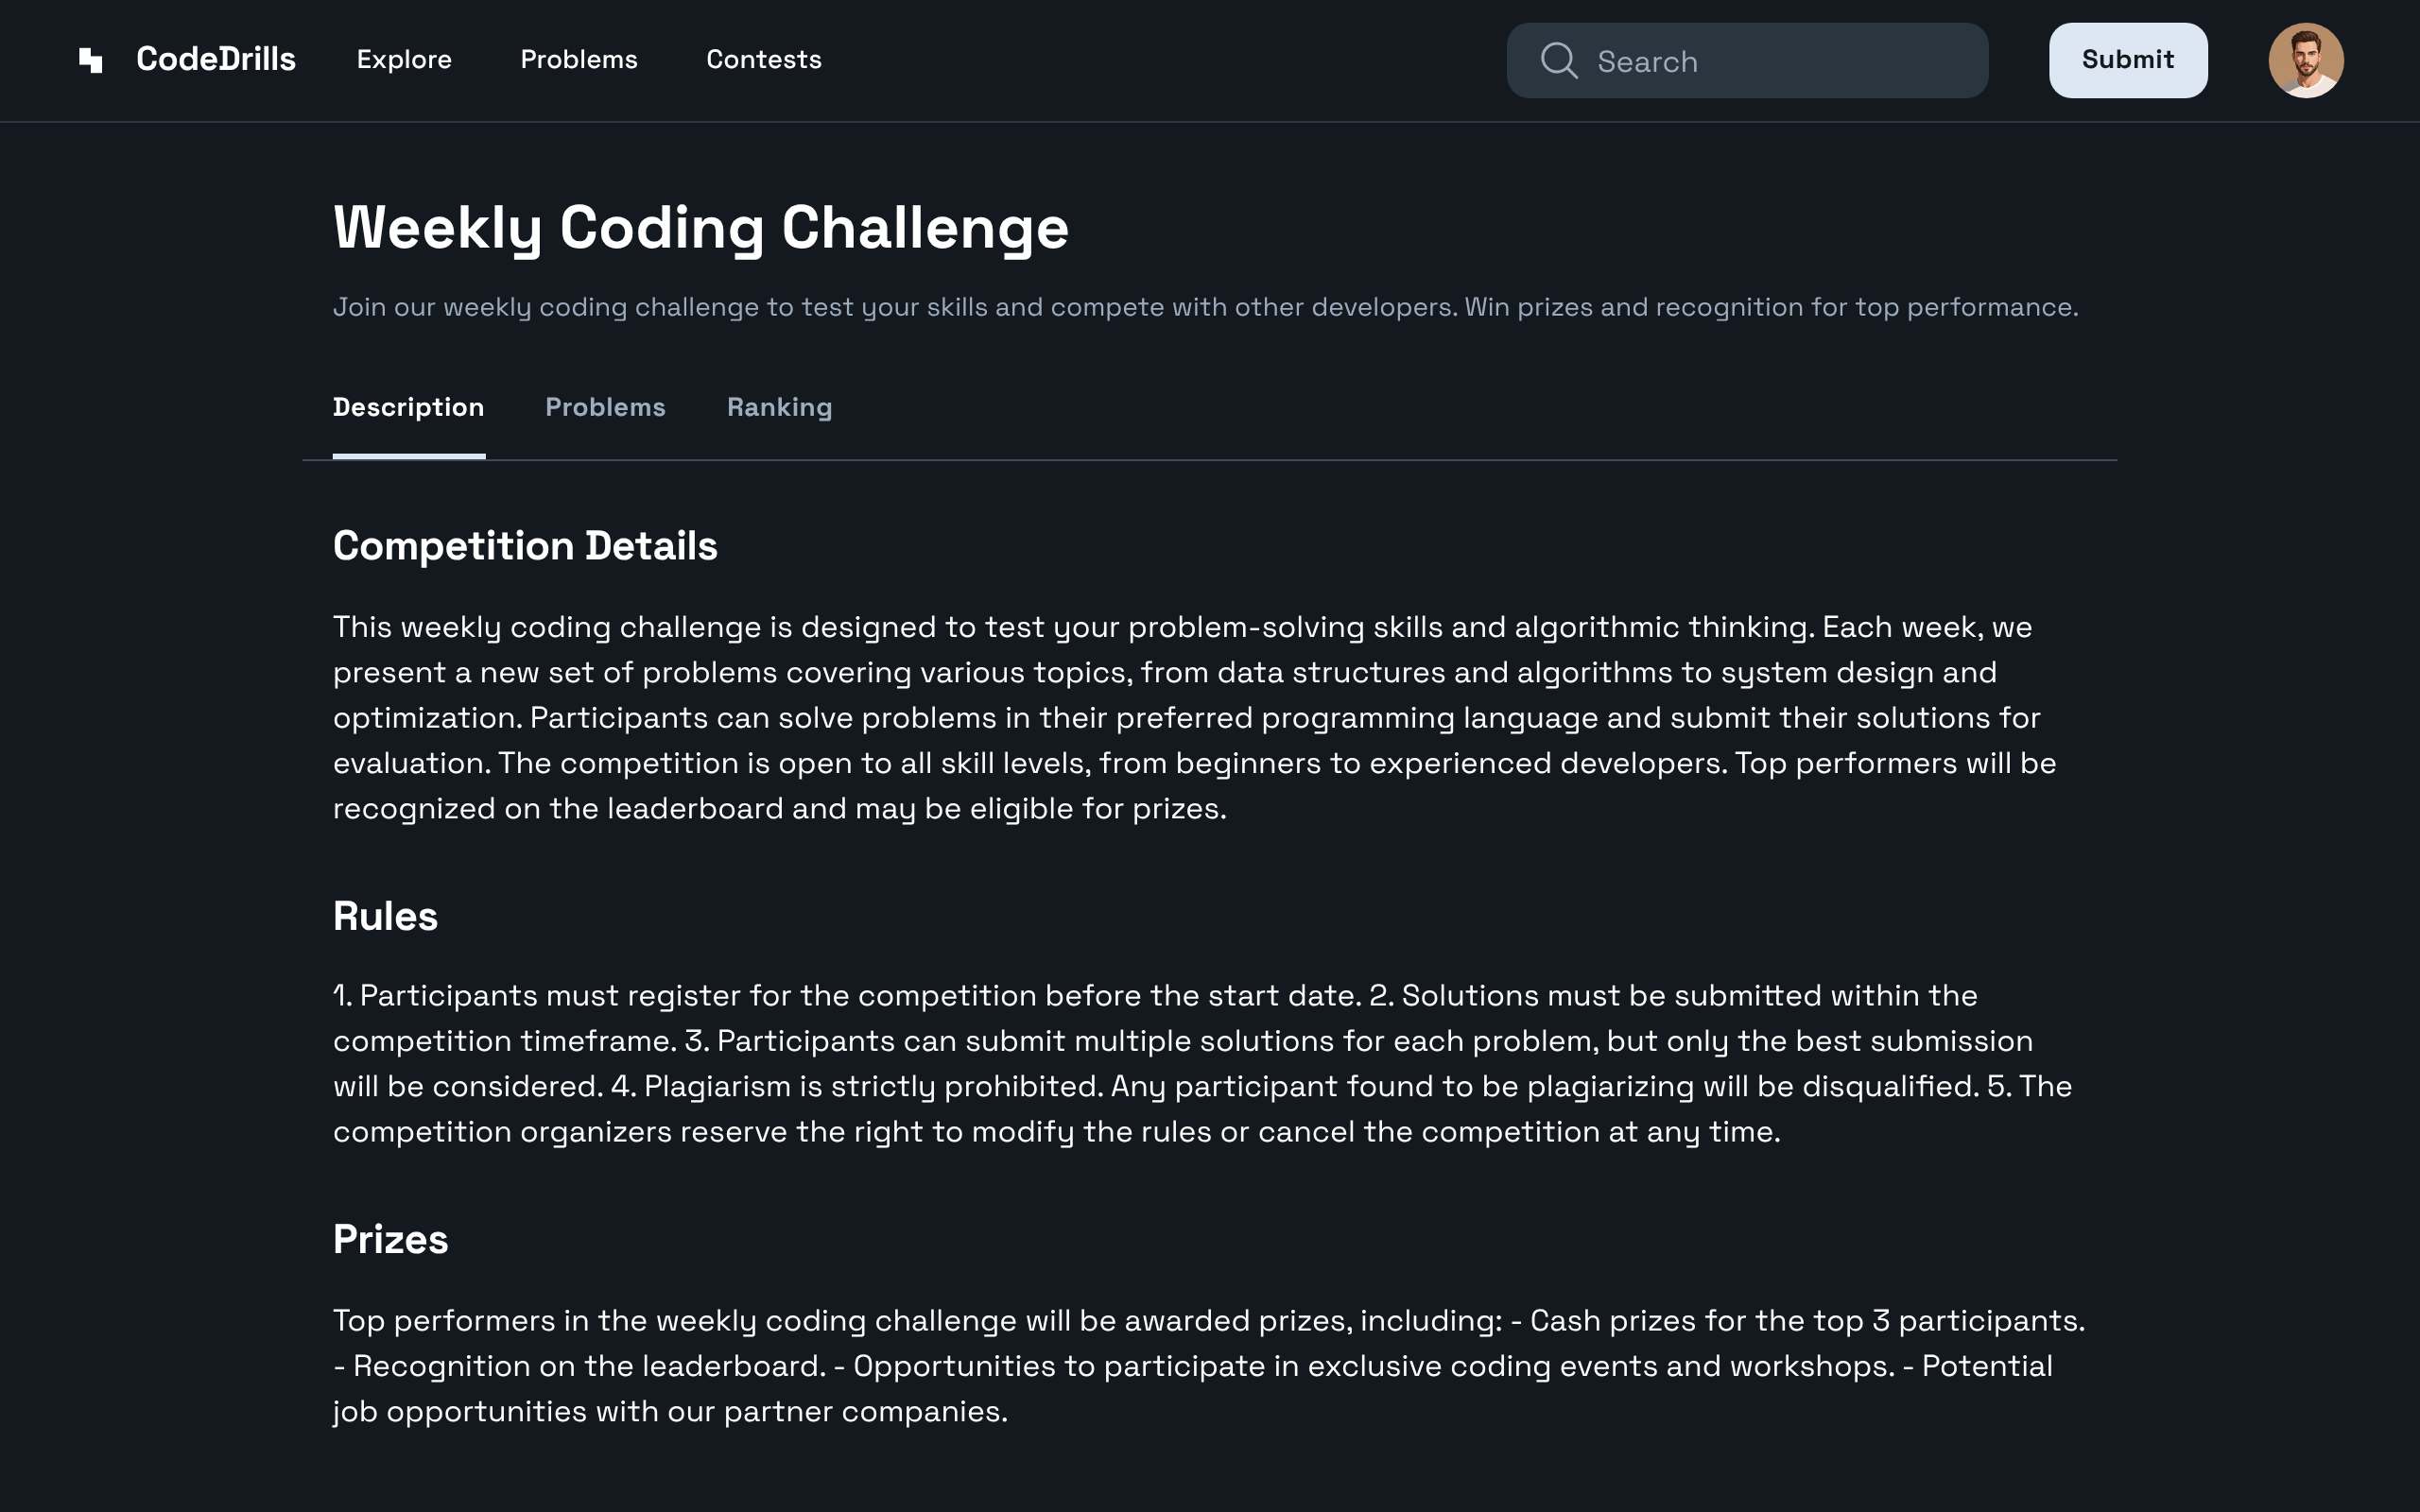 CodeDrills
Explore
Problems
Contests
Search
Submit
Weekly Coding Challenge
Join our weekly coding challenge to test your skills and compete with other developers. Win prizes and recognition for top performance.
Description
Problems
Ranking
Competition Details
This weekly coding challenge is designed to test your problem-solving skills and algorithmic thinking. Each week, we
present a new set of problems covering various topics, from data structures and algorithms to system design and
optimization. Participants can solve problems in their preferred programming language and submit their solutions for
evaluation. The competition is open to all skill levels, from beginners to experienced developers. Top performers will be
recognized on the leaderboard and may be eligible for prizes.
Rules
1. Participants must register for the competition before the start date. 2. Solutions must be submitted within the
competition timeframe. 3. Participants can submit multiple solutions for each problem, but only the best submission
will be considered. 4. Plagiarism is strictly prohibited. Any participant found to be plagiarizing will be disqualified. 5. The
competition organizers reserve the right to modify the rules or cancel the competition at any time.
Prizes
Top performers in the weekly coding challenge will be awarded prizes, including: - Cash prizes for the top 3 participants.
- Recognition on the leaderboard. - Opportunities to participate in exclusive coding events and workshops. - Potential
job opportunities with our partner companies.